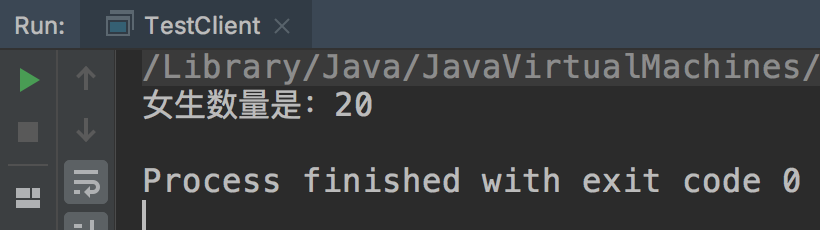 Run: TestClient
/Library/Java/JavaVirtualMachines/
女生数量是：20
Process finished with exit code 0